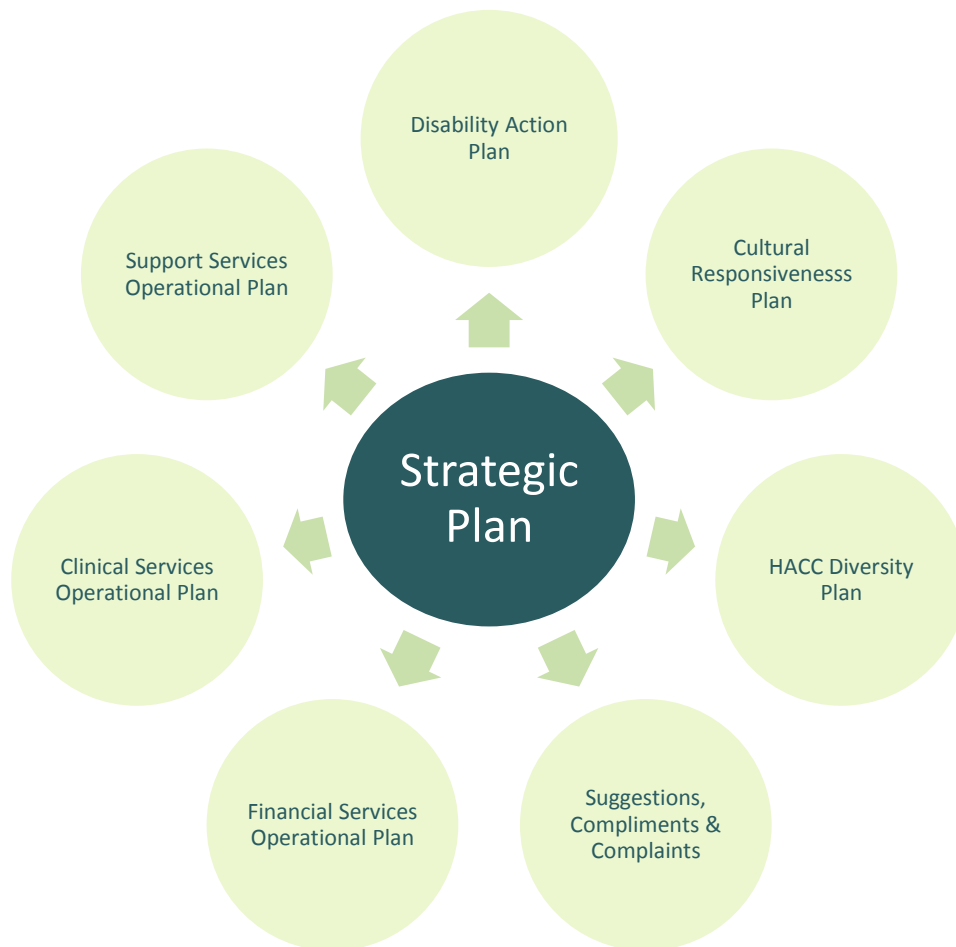 Disability Action
Plan
Support Services
Operational Plan
Cultural
Responsivenesss
Plan
Strategic
Plan
Clinical Services
Operational Plan
HACC Diversity
Plan
Financial Services
Operational Plan
Suggestions,
Compliments &
Complaints